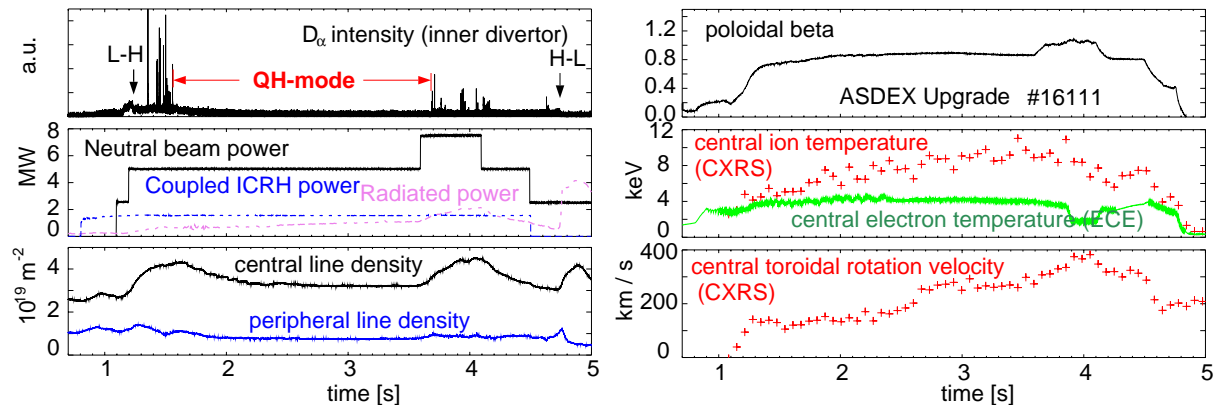 a.u.
Dα intensity (inner divertor)
L-H
H-L
QH-mode
MW
8
6
4
2
0
Neutral beam power
Coupled ICRH power
Radiated power
10¹⁹ m⁻²
4
2
0
central line density
peripheral line density
1
2
3
4
5
time [s]
1.2
0.8
0.4
0.0
poloidal beta
ASDEX Upgrade #16111
keV
12
8
4
0
central ion temperature
(CXRS)
central electron temperature (ECE)
km / s
400
200
0
central toroidal rotation velocity
(CXRS)
1
2
3
4
5
time [s]